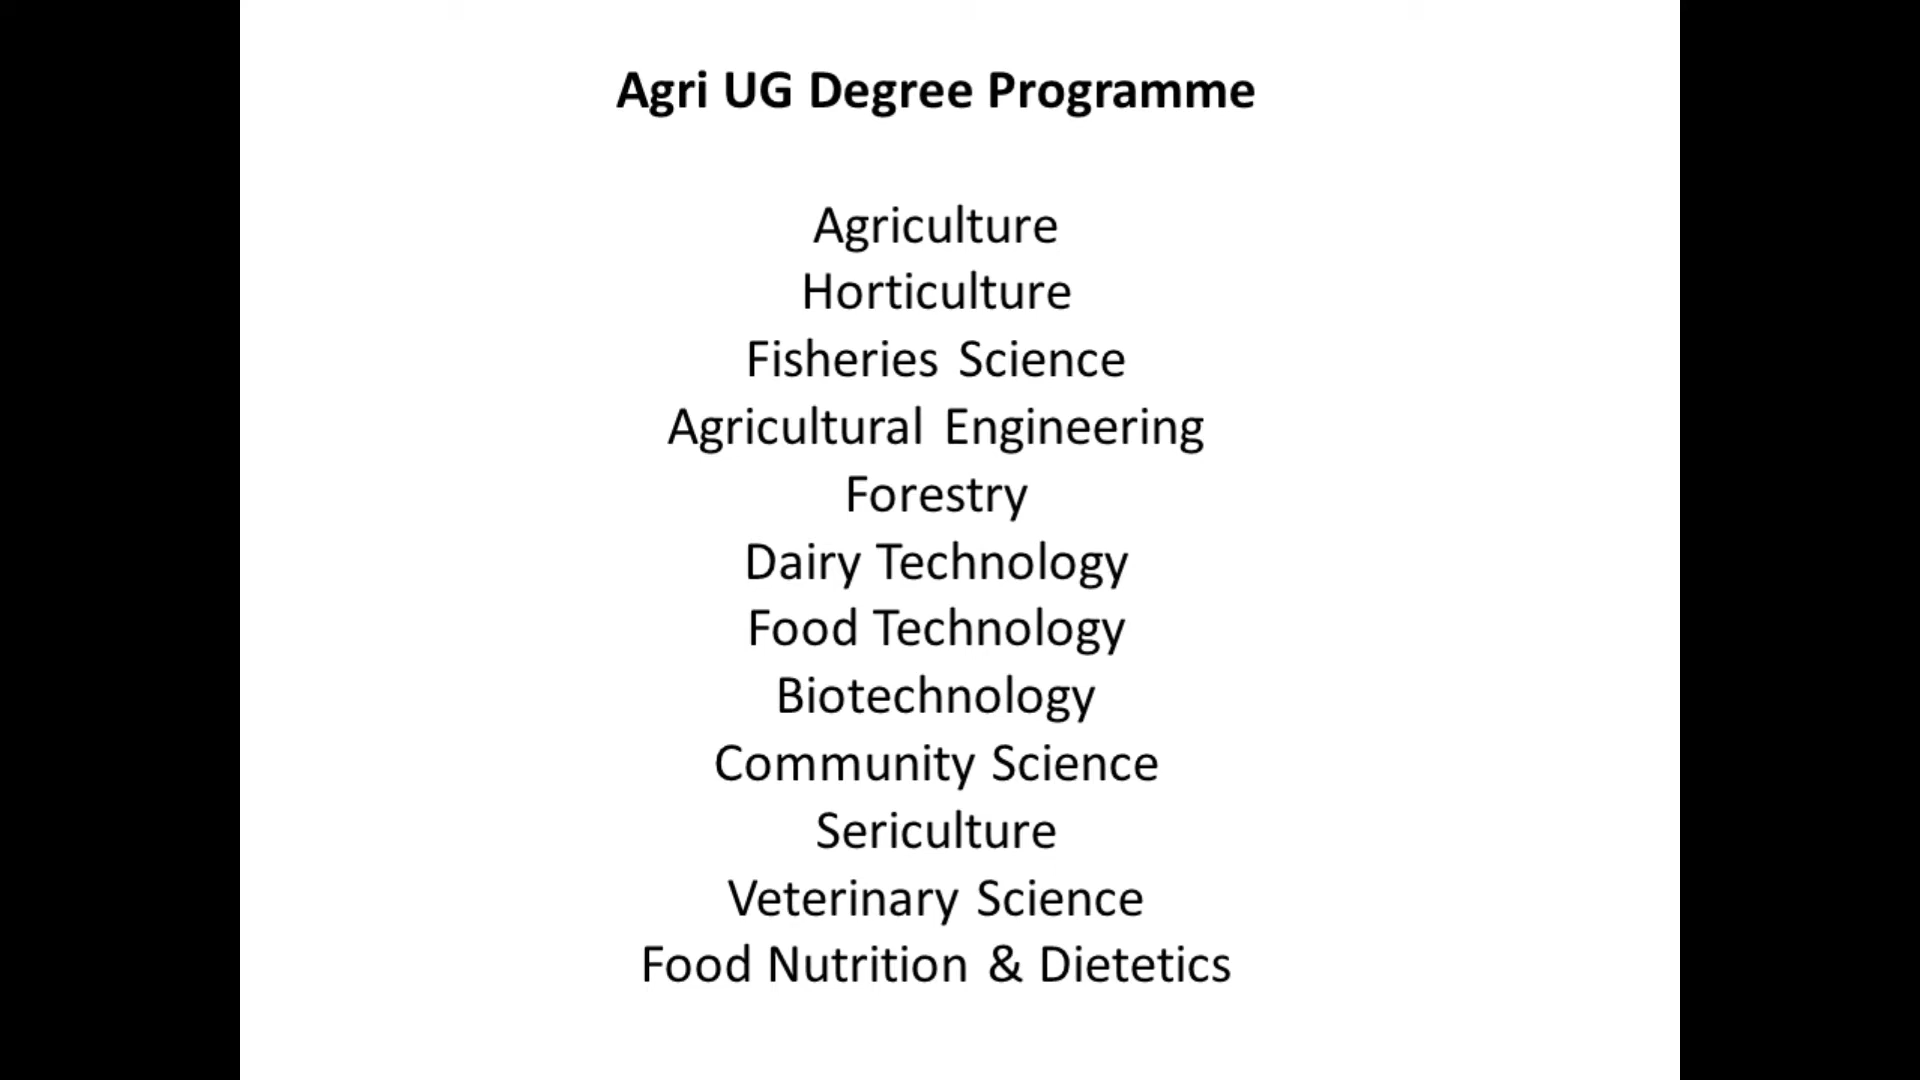 Agri UG Degree Programme
Agriculture
Horticulture
Fisheries Science
Agricultural Engineering
Forestry
Dairy Technology
Food Technology
Biotechnology
Community Science
Sericulture
Veterinary Science
Food Nutrition & Dietetics